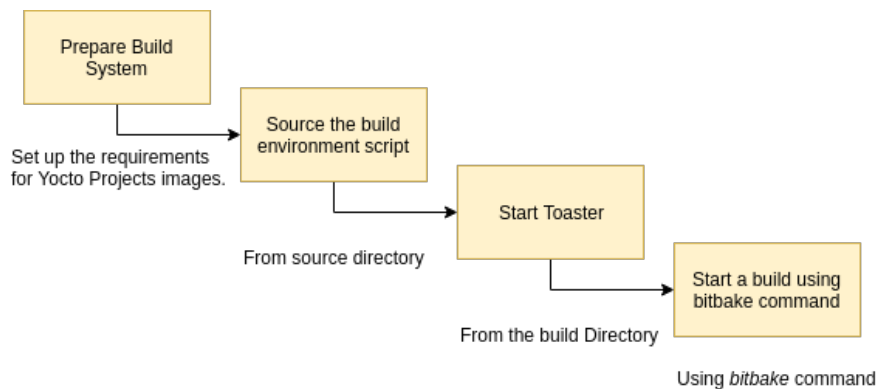 Prepare Build
System
Set up the requirements
for Yocto Projects images.
Source the build
environment script
From source directory
Start Toaster
From the build Directory
Start a build using
bitbake command
Using bitbake command